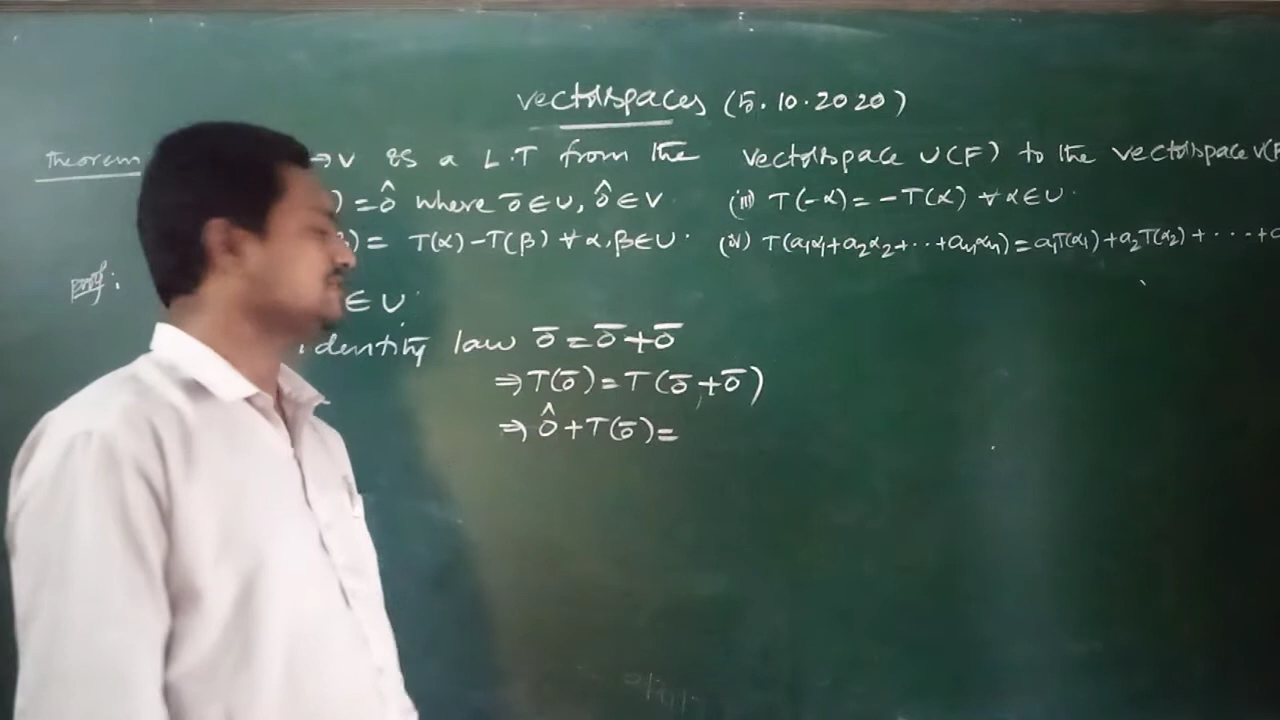 vectorspaces (5.10.2020)
Theorem →V is a L.T from the vectorspace U(F) to the vectorspace V(F
) = ô where ō∈U, ô∈V. (iii) T(-α) = -T(α) ∀ α∈U.
β) = T(α) - T(β) ∀ α, β∈U. (iv) T(a₁α₁+a₂α₂+...+aₙαₙ) = a₁T(α₁)+a₂T(α₂)+....+a
Proof:
∈ U.
identity law ō = ō+ō
⇒ T(ō) = T(ō+ō)
⇒ ô+T(ō) =